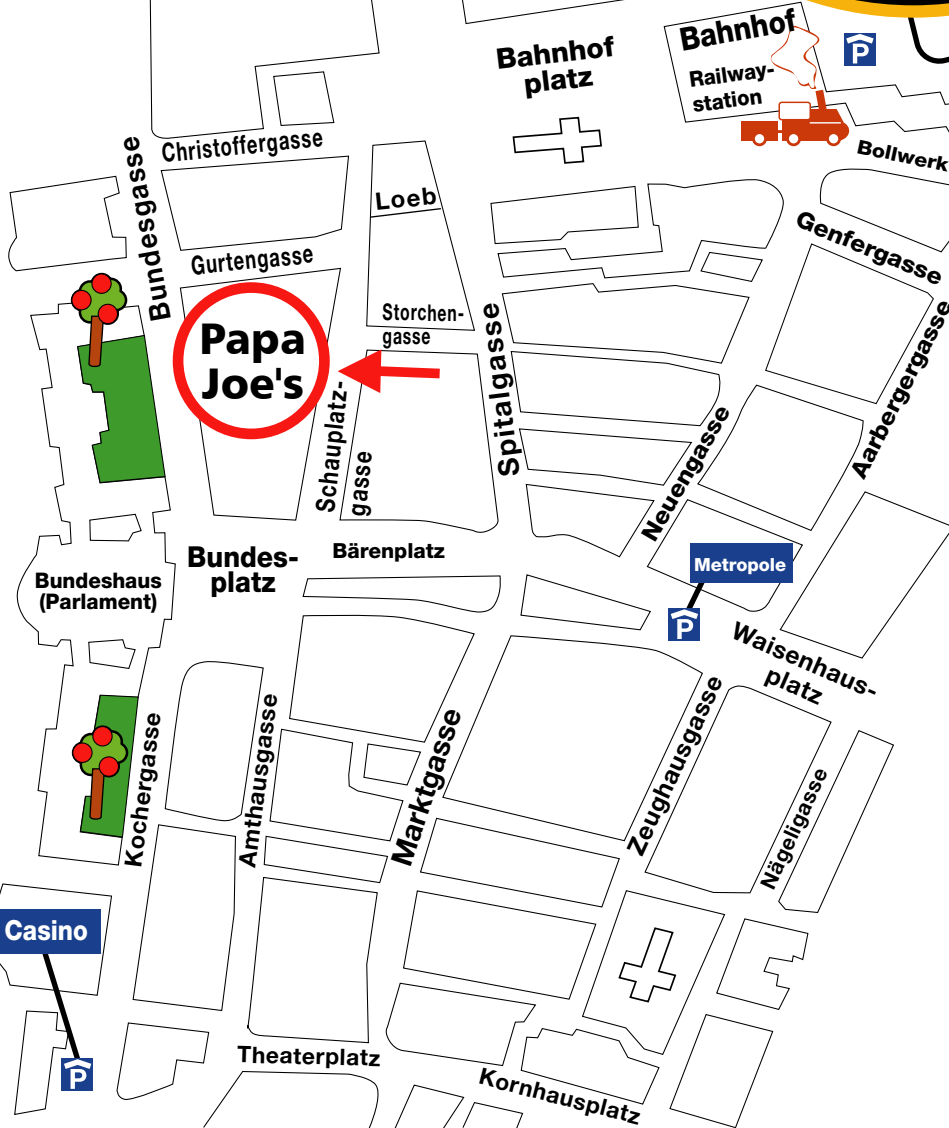 Bahnhof
platz
Bahnhof
Railway-
station
P
Bollwerk
Christoffergasse
Bundesgasse
Loeb
Genfergasse
Gurtengasse
Storchen-
gasse
Papa
Joe's
Schauplatz-
gasse
Spitalgasse
Aarbergergasse
Neuengasse
Bundes-
platz
Bärenplatz
Metropole
P
Bundeshaus
(Parlament)
Waisenhaus-
platz
Kochergasse
Amthausgasse
Marktgasse
Zeughausgasse
Nägeligasse
Casino
P
Theaterplatz
Kornhausplatz